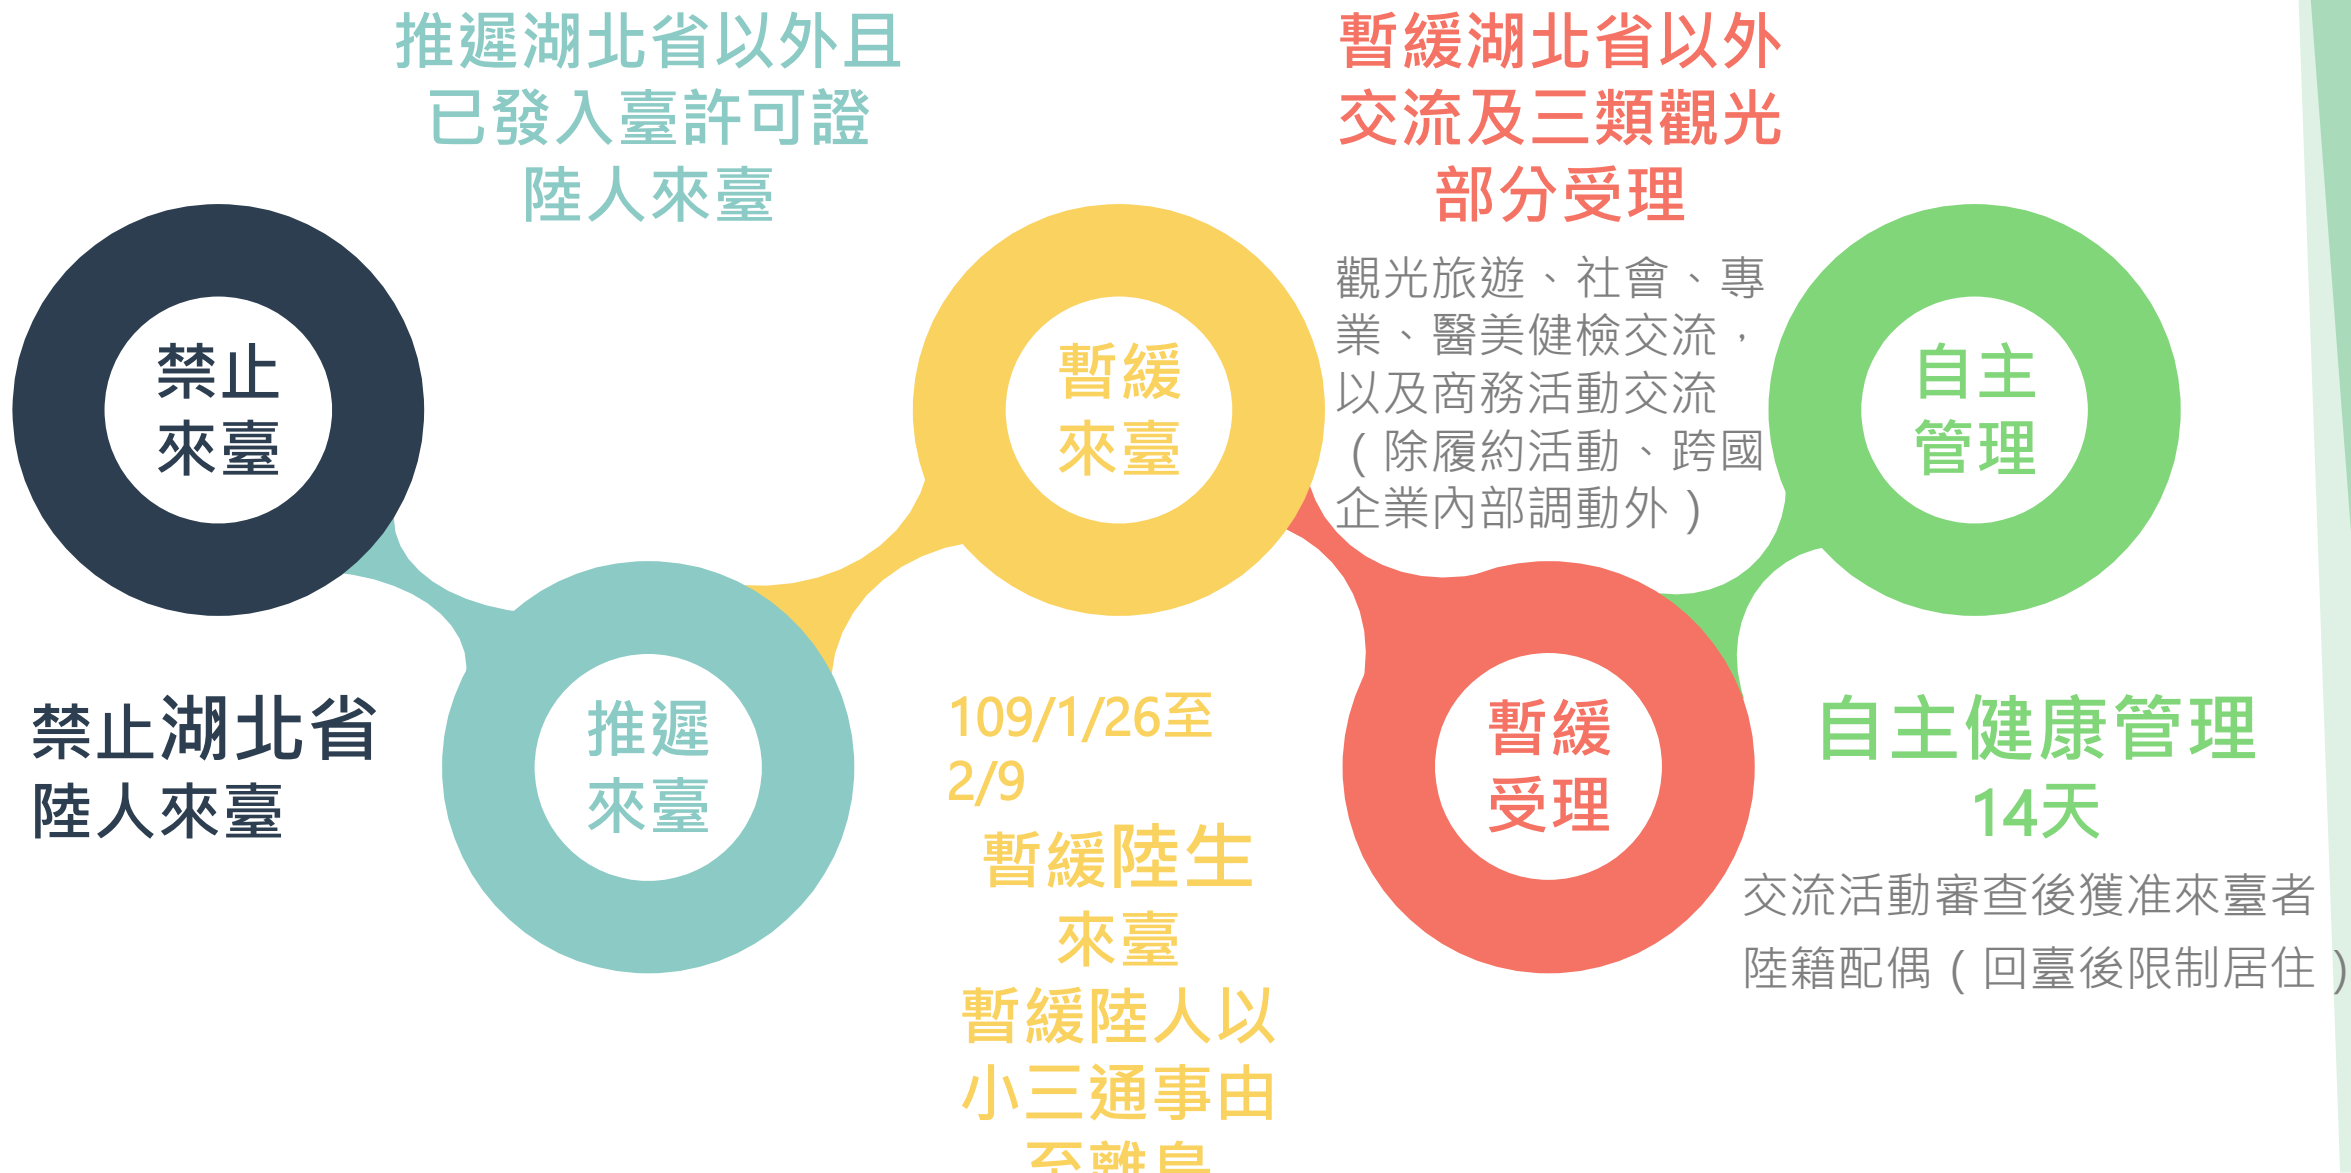 推遲湖北省以外且
已發入臺許可證
陸人來臺
暫緩湖北省以外
交流及三類觀光
部分受理
觀光旅遊、社會、專
業、醫美健檢交流，
以及商務活動交流
（除履約活動、跨國
企業內部調動外）
禁止
來臺
暫緩
來臺
自主
管理
推遲
來臺
暫緩
受理
禁止湖北省
陸人來臺
109/1/26至
2/9
暫緩陸生
來臺
暫緩陸人以
小三通事由
至離島
自主健康管理
14天
交流活動審查後獲准來臺者
陸籍配偶（回臺後限制居住）